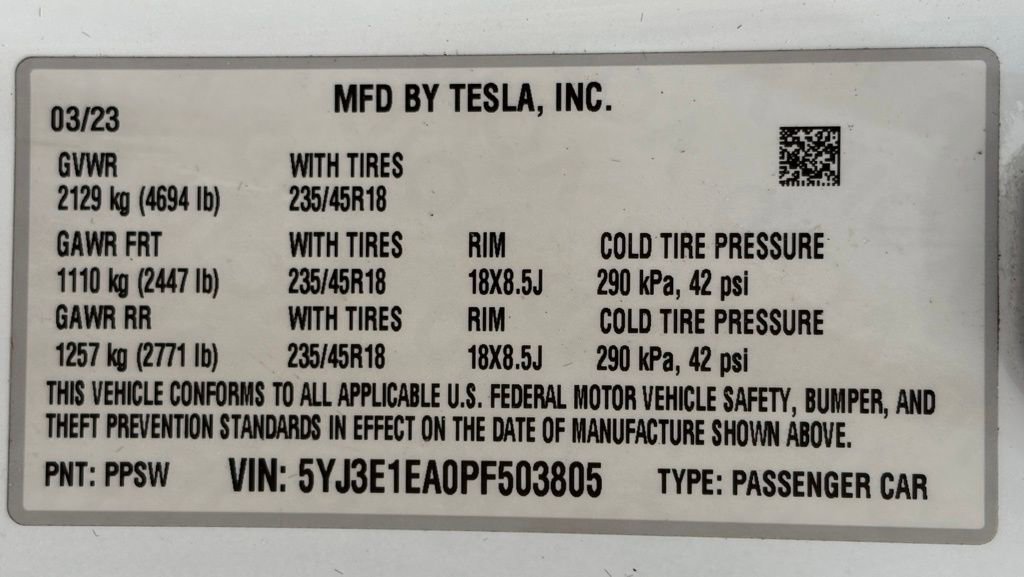 MFD BY TESLA, INC.
03/23
GVWR WITH TIRES
2129 kg (4694 lb) 235/45R18
GAWR FRT WITH TIRES RIM COLD TIRE PRESSURE
1110 kg (2447 lb) 235/45R18 18X8.5J 290 kPa, 42 psi
GAWR RR WITH TIRES RIM COLD TIRE PRESSURE
1257 kg (2771 lb) 235/45R18 18X8.5J 290 kPa, 42 psi
THIS VEHICLE CONFORMS TO ALL APPLICABLE U.S. FEDERAL MOTOR VEHICLE SAFETY, BUMPER, AND
THEFT PREVENTION STANDARDS IN EFFECT ON THE DATE OF MANUFACTURE SHOWN ABOVE.
PNT: PPSW VIN: 5YJ3E1EA0PF503805 TYPE: PASSENGER CAR